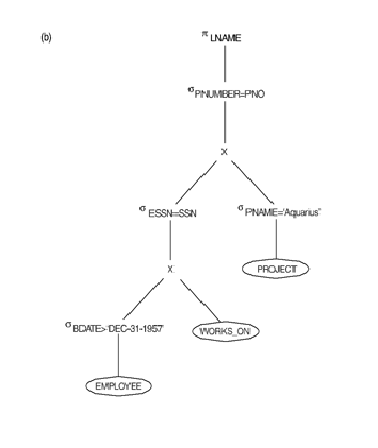 (b)
π LNAME
σ PNUMBER=PNO
X
σ ESSN=SSN
σ PNAME='Aquarius'
PROJECT
X
σ BDATE>'DEC-31-1957'
WORKS_ON
EMPLOYEE